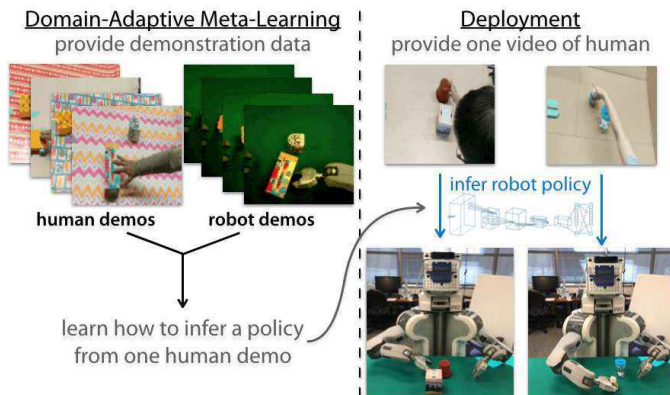 Domain-Adaptive Meta-Learning
provide demonstration data
human demos
robot demos
learn how to infer a policy
from one human demo
Deployment
provide one video of human
infer robot policy